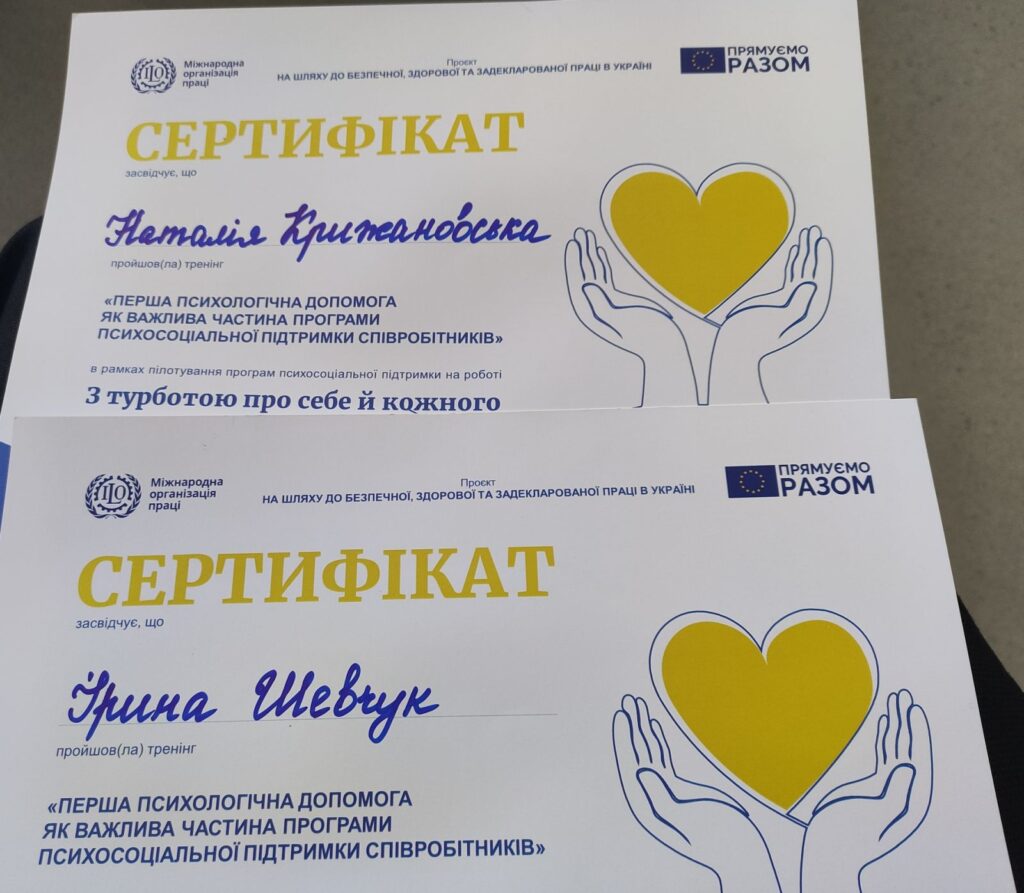 Міжнародна
організація
праці
Проєкт
НА ШЛЯХУ ДО БЕЗПЕЧНОЇ, ЗДОРОВОЇ ТА ЗАДЕКЛАРОВАНОЇ ПРАЦІ В УКРАЇНІ
ПРЯМУЄМО
РАЗОМ
СЕРТИФІКАТ
засвідчує, що
Наталія Крижановська
пройшов(ла) тренінг
«ПЕРША ПСИХОЛОГІЧНА ДОПОМОГА
ЯК ВАЖЛИВА ЧАСТИНА ПРОГРАМИ
ПСИХОСОЦІАЛЬНОЇ ПІДТРИМКИ СПІВРОБІТНИКІВ»
в рамках пілотування програм психосоціальної підтримки на роботі
З турботою про себе й кожного
Міжнародна
організація
праці
Проєкт
НА ШЛЯХУ ДО БЕЗПЕЧНОЇ, ЗДОРОВОЇ ТА ЗАДЕКЛАРОВАНОЇ ПРАЦІ В УКРАЇНІ
ПРЯМУЄМО
РАЗОМ
СЕРТИФІКАТ
засвідчує, що
Ірина Шевчук
пройшов(ла) тренінг
«ПЕРША ПСИХОЛОГІЧНА ДОПОМОГА
ЯК ВАЖЛИВА ЧАСТИНА ПРОГРАМИ
ПСИХОСОЦІАЛЬНОЇ ПІДТРИМКИ СПІВРОБІТНИКІВ»